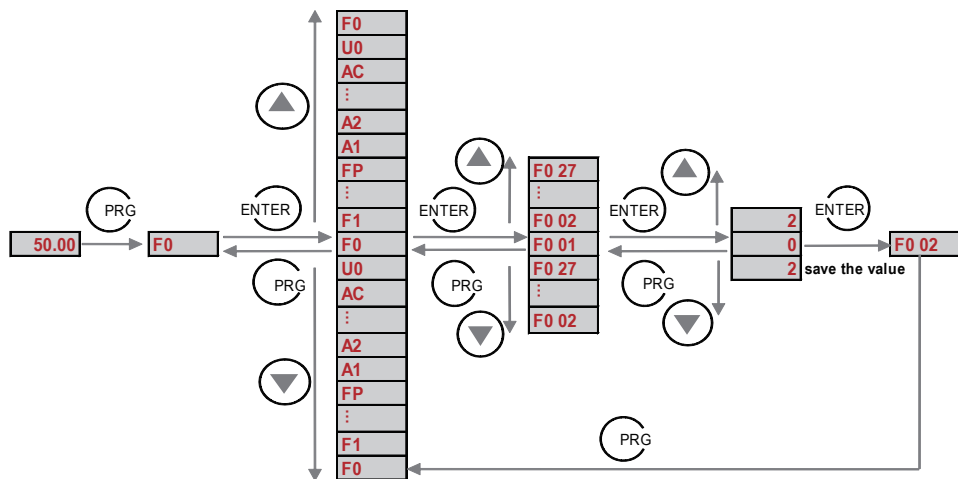 50.00
PRG
F0
ENTER
PRG
F0
U0
AC
⋮
A2
A1
FP
⋮
F1
F0
U0
AC
⋮
A2
A1
FP
⋮
F1
F0
ENTER
PRG
F0 27
⋮
F0 02
F0 01
F0 27
⋮
F0 02
ENTER
PRG
2
0
2
save the value
ENTER
F0 02
PRG